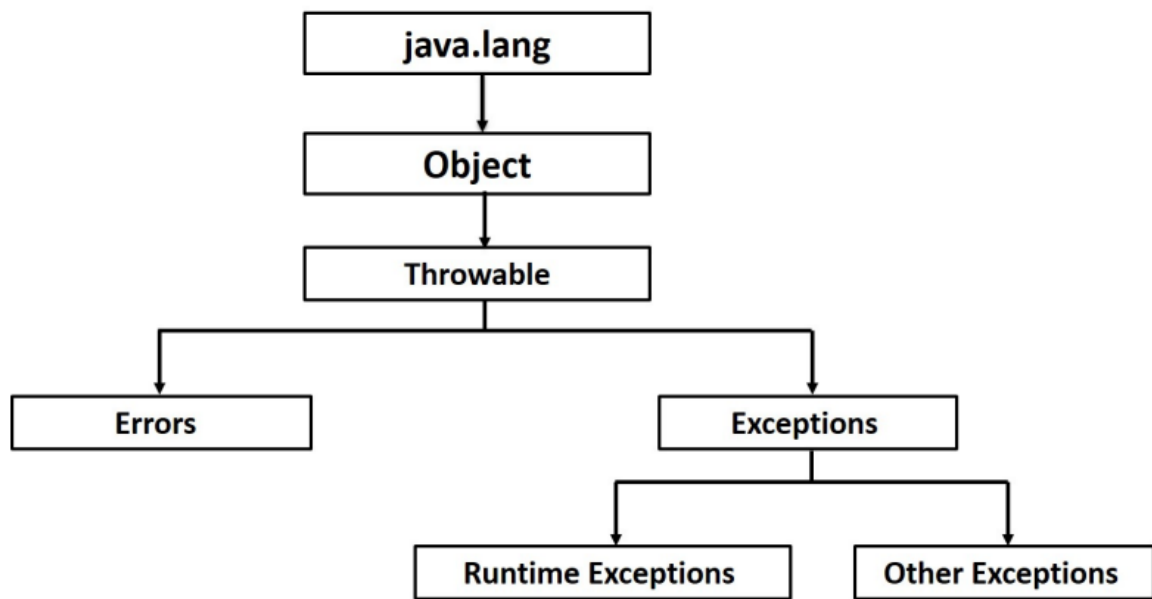 java.lang
Object
Throwable
Errors
Exceptions
Runtime Exceptions
Other Exceptions